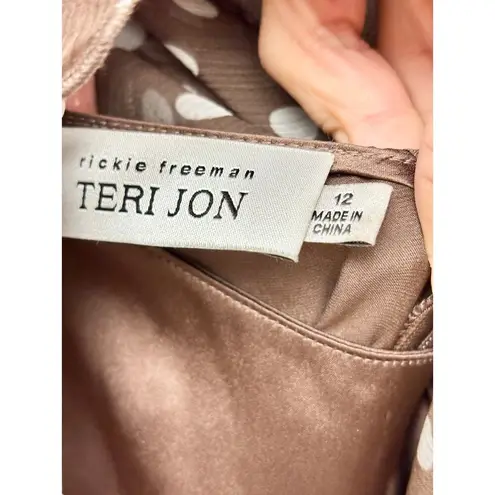 rickie freeman
TERI JON
12
MADE IN
CHINA